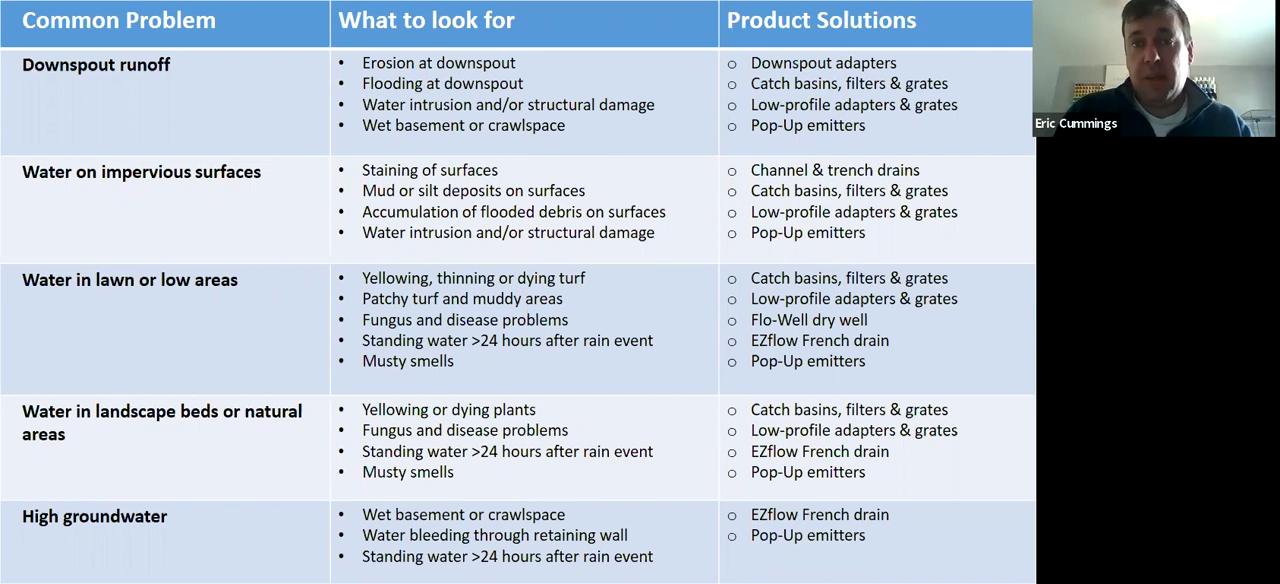 Common Problem
What to look for
Product Solutions
Downspout runoff
• Erosion at downspout
• Flooding at downspout
• Water intrusion and/or structural damage
• Wet basement or crawlspace
o Downspout adapters
o Catch basins, filters & grates
o Low-profile adapters & grates
o Pop-Up emitters
Water on impervious surfaces
• Staining of surfaces
• Mud or silt deposits on surfaces
• Accumulation of flooded debris on surfaces
• Water intrusion and/or structural damage
o Channel & trench drains
o Catch basins, filters & grates
o Low-profile adapters & grates
o Pop-Up emitters
Water in lawn or low areas
• Yellowing, thinning or dying turf
• Patchy turf and muddy areas
• Fungus and disease problems
• Standing water >24 hours after rain event
• Musty smells
o Catch basins, filters & grates
o Low-profile adapters & grates
o Flo-Well dry well
o EZflow French drain
o Pop-Up emitters
Water in landscape beds or natural
areas
• Yellowing or dying plants
• Fungus and disease problems
• Standing water >24 hours after rain event
• Musty smells
o Catch basins, filters & grates
o Low-profile adapters & grates
o EZflow French drain
o Pop-Up emitters
High groundwater
• Wet basement or crawlspace
• Water bleeding through retaining wall
• Standing water >24 hours after rain event
o EZflow French drain
o Pop-Up emitters
Eric Cummings